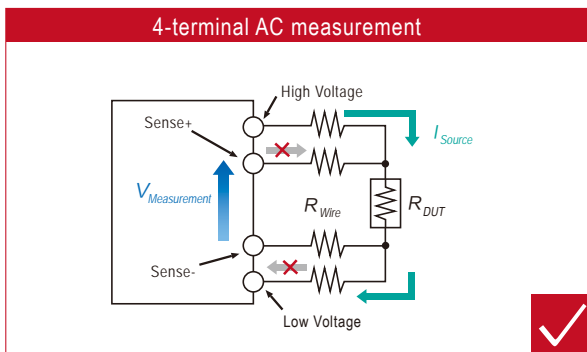 4-terminal AC measurement
High Voltage
Sense+
I Source
V Measurement
R Wire
R DUT
Sense-
Low Voltage